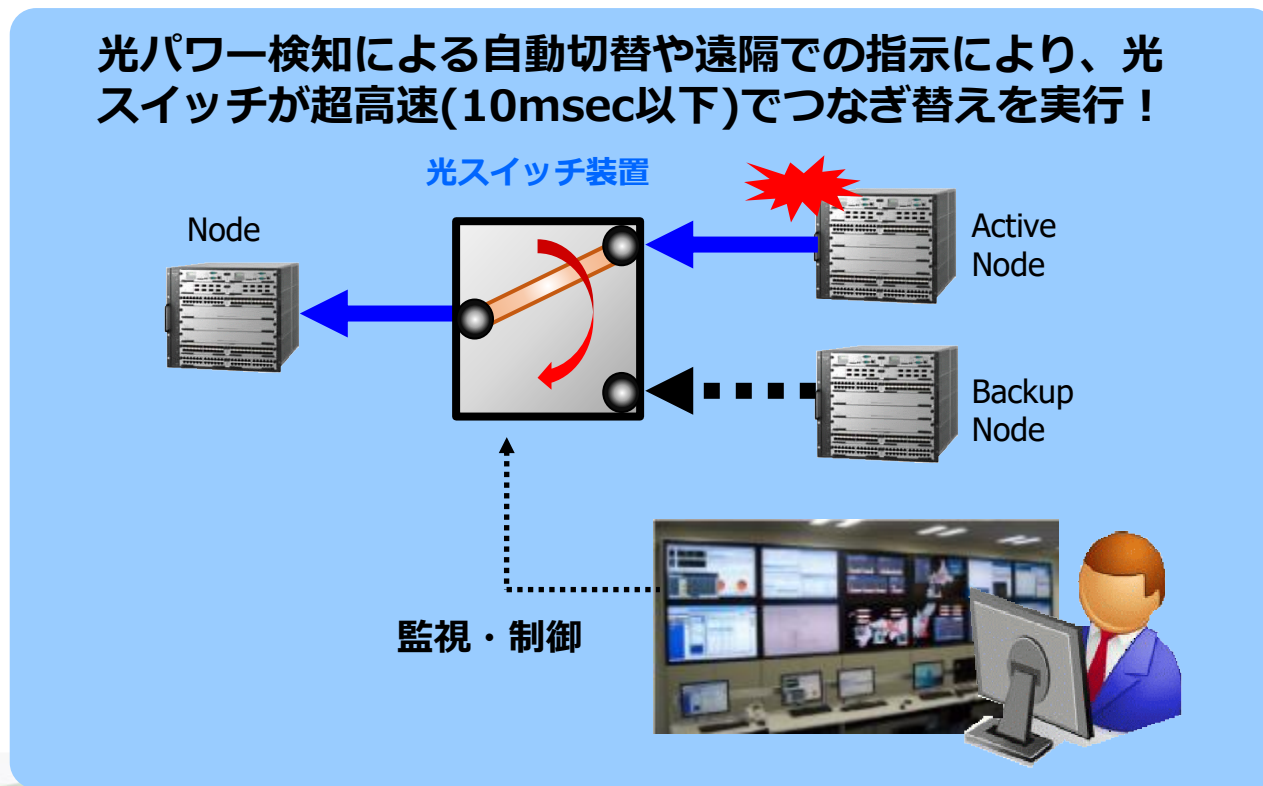 光パワー検知による自動切替や遠隔での指示により、光
スイッチが超高速(10msec以下)でつなぎ替えを実行！
光スイッチ装置
Node
Active
Node
Backup
Node
監視・制御